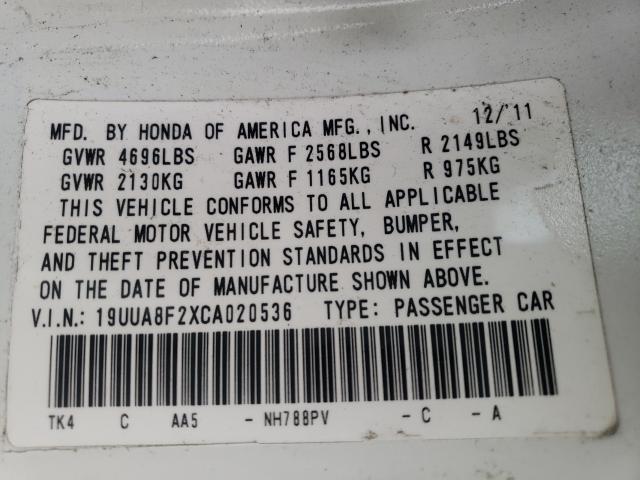 MFD. BY HONDA OF AMERICA MFG., INC. 12/'11
GVWR 4696LBS GAWR F 2568LBS R 2149LBS
GVWR 2130KG GAWR F 1165KG R 975KG
THIS VEHICLE CONFORMS TO ALL APPLICABLE
FEDERAL MOTOR VEHICLE SAFETY, BUMPER,
AND THEFT PREVENTION STANDARDS IN EFFECT
ON THE DATE OF MANUFACTURE SHOWN ABOVE.
V.I.N.: 19UUA8F2XCA020536 TYPE: PASSENGER CAR
TK4 C AA5 - NH788PV - C - A